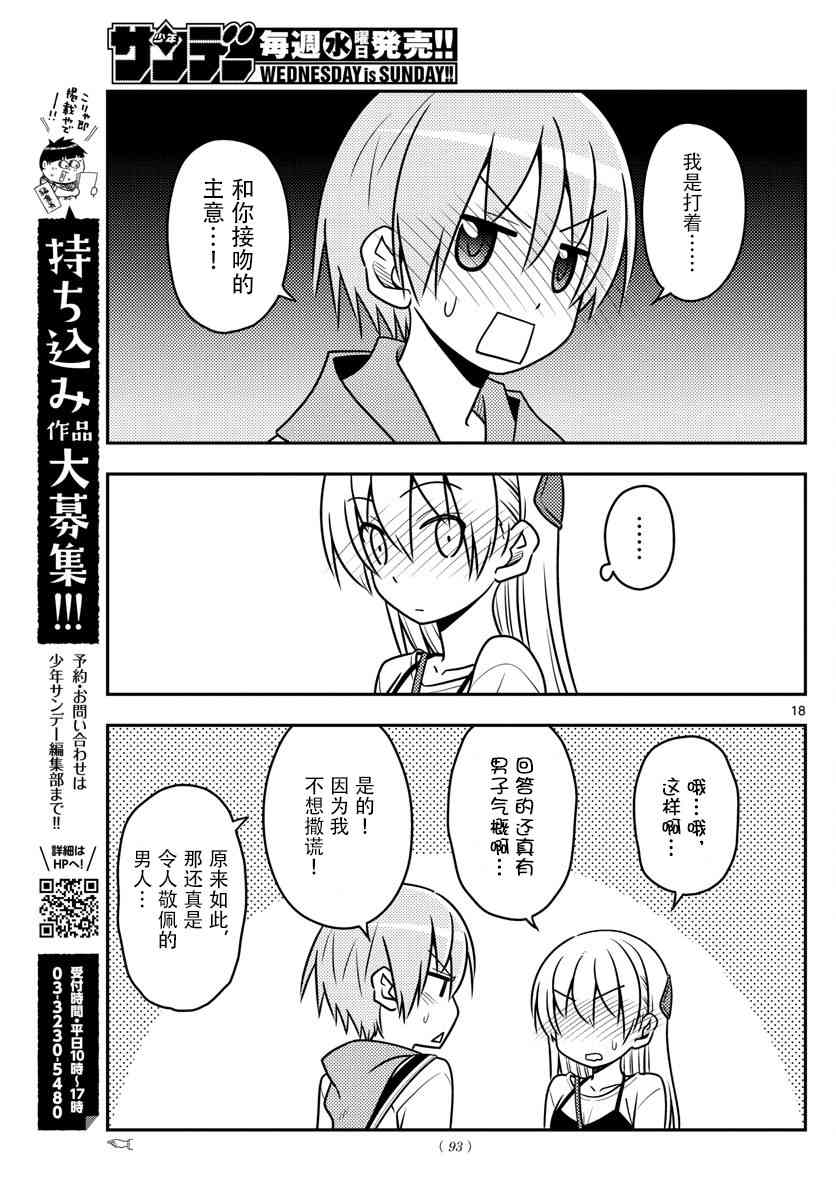 少年サンデー
毎週水曜日発売!!
WEDNESDAY is SUNDAY!!
我是打着……
和你接吻的
主意…！
……
18
哦…哦，
这样啊…
回答的还真有
男子气概啊…
是的！
因为我
不想撒谎！
原来如此，
那还真是
令人敬佩的
男人…
こりゃ即
掲載やで
ー!!
持ち込み作品大募集!!!
予約・お問い合わせは
少年サンデー編集部まで!!
詳細は
HPへ!
受付時間・平日10時〜17時
03-3230-5480
(93)